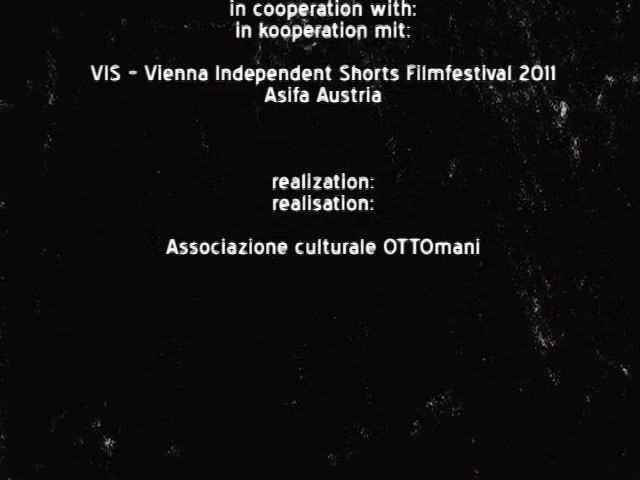 in cooperation with:
in kooperation mit:
VIS - Vienna Independent Shorts Filmfestival 2011
Asifa Austria
realization:
realisation:
Associazione culturale OTTOmani